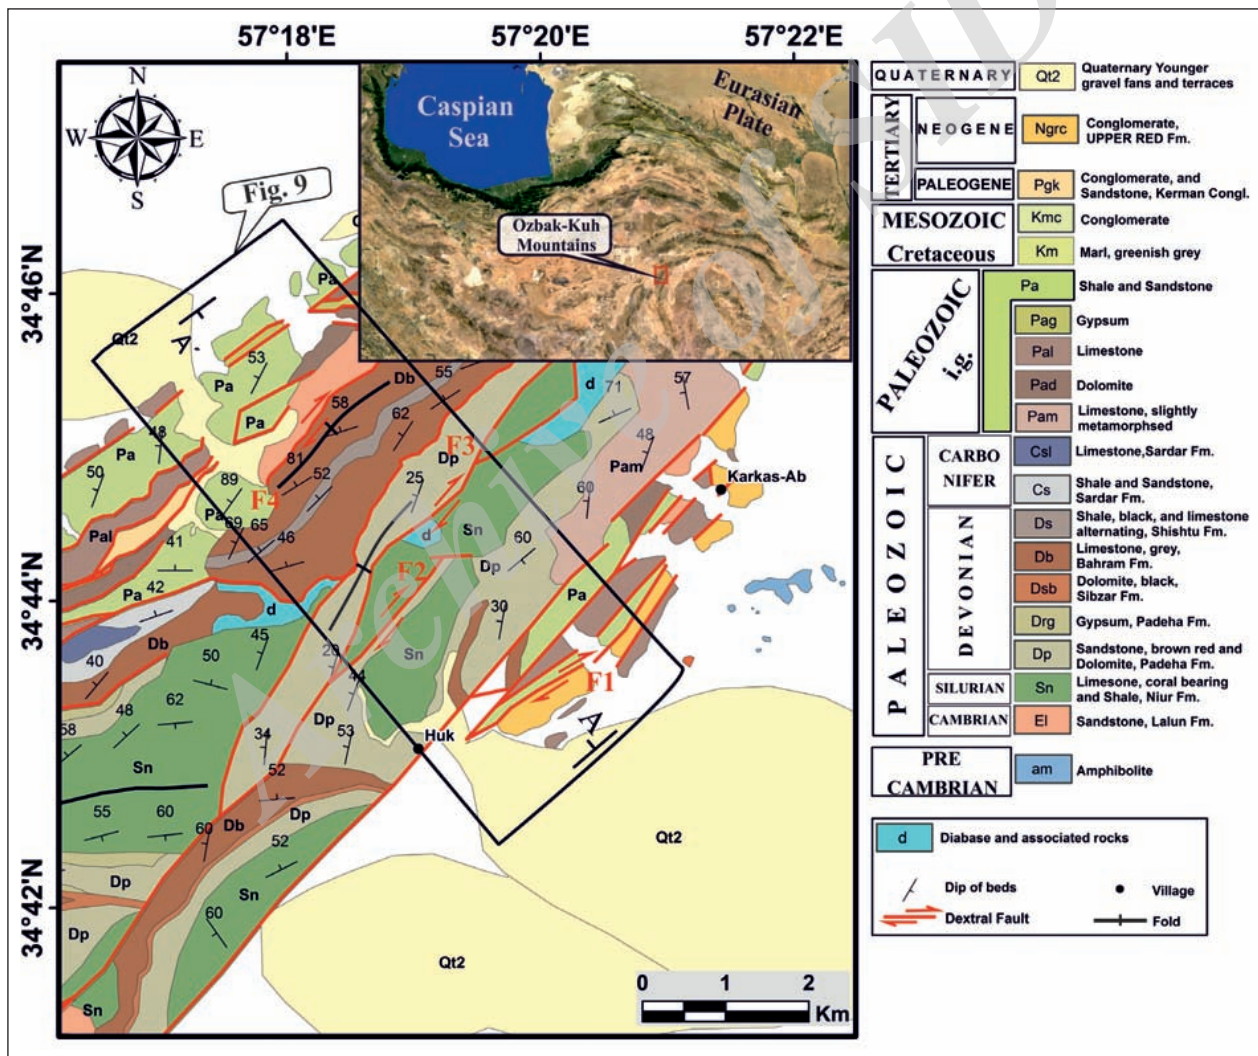 57°18'E 57°20'E 57°22'E
34°46'N
34°44'N
34°42'N
N
W E
S
Fig. 9
Caspian
Sea
Eurasian
Plate
Ozbak-Kuh
Mountains
Qt2
A'
Pa
53
Pa
Pa
Pa
48
50
Pa
89
Pa
F4
69
65
46
81
52
58
Db
62
55
F3
Dp
25
d
71
57
48
Pam
60
Karkas-Ab
Pal
41
Pa
42
d
40
Db
45
50
d
F2
Sn
Dp
60
30
Pa
Sn
29
44
F1
A
62
48
58
Dp
34
53
Huk
Sn
52
55
60
60
Db
Dp
52
Dp
Sn
60
Dp
Sn
Qt2
Qt2
0 1 2
Km
QUATERNARY
Qt2
Quaternary Younger
gravel fans and terraces
TERTIARY
NEOGENE
Ngrc
Conglomerate,
UPPER RED Fm.
PALEOGENE
Pgk
Conglomerate, and
Sandstone, Kerman Congl.
MESOZOIC
Cretaceous
Kmc
Conglomerate
Km
Marl, greenish grey
PALEOZOIC
i.g.
Pa
Shale and Sandstone
Pag
Gypsum
Pal
Limestone
Pad
Dolomite
Pam
Limestone, slightly
metamorphsed
PALEOZOIC
CARBO
NIFER
Csl
Limestone,Sardar Fm.
Cs
Shale and Sandstone,
Sardar Fm.
DEVONIAN
Ds
Shale, black, and limestone
alternating, Shishtu Fm.
Db
Limestone, grey,
Bahram Fm.
Dsb
Dolomite, black,
Sibzar Fm.
Drg
Gypsum, Padeha Fm.
Dp
Sandstone, brown red and
Dolomite, Padeha Fm.
SILURIAN
Sn
Limesone, coral bearing
and Shale, Niur Fm.
CAMBRIAN
El
Sandstone, Lalun Fm.
PRE
CAMBRIAN
am
Amphibolite
d
Diabase and associated rocks
Dip of beds
Village
Dextral Fault
Fold
Archive of SID